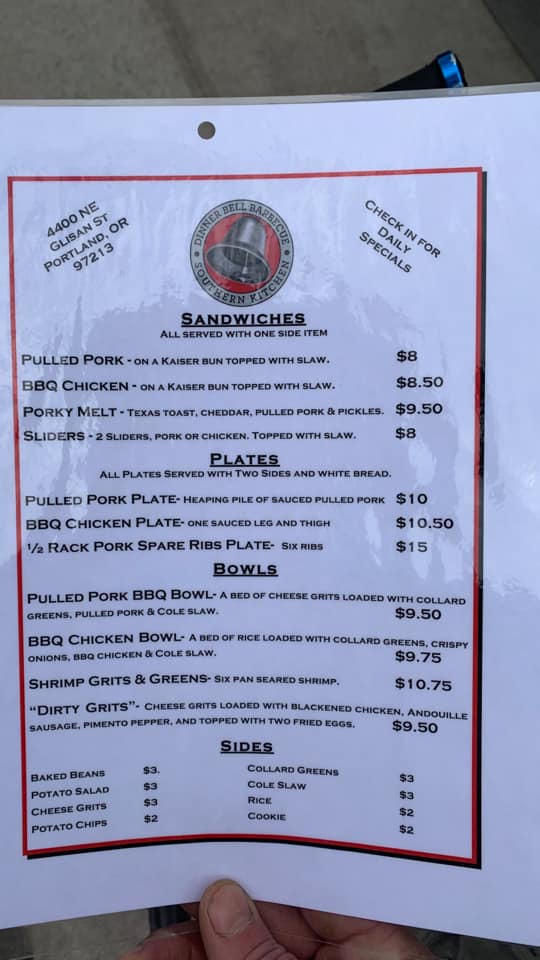 4400 NE
GLISAN ST
PORTLAND, OR
97213
DINNER BELL BARBECUE
SOUTHERN KITCHEN
CHECK IN FOR
DAILY
SPECIALS
SANDWICHES
ALL SERVED WITH ONE SIDE ITEM
PULLED PORK - ON A KAISER BUN TOPPED WITH SLAW. $8
BBQ CHICKEN - ON A KAISER BUN TOPPED WITH SLAW. $8.50
PORKY MELT - TEXAS TOAST, CHEDDAR, PULLED PORK & PICKLES. $9.50
SLIDERS - 2 SLIDERS, PORK OR CHICKEN. TOPPED WITH SLAW. $8
PLATES
ALL PLATES SERVED WITH TWO SIDES AND WHITE BREAD.
PULLED PORK PLATE- HEAPING PILE OF SAUCED PULLED PORK $10
BBQ CHICKEN PLATE- ONE SAUCED LEG AND THIGH $10.50
½ RACK PORK SPARE RIBS PLATE- SIX RIBS $15
BOWLS
PULLED PORK BBQ BOWL- A BED OF CHEESE GRITS LOADED WITH COLLARD
GREENS, PULLED PORK & COLE SLAW. $9.50
BBQ CHICKEN BOWL- A BED OF RICE LOADED WITH COLLARD GREENS, CRISPY
ONIONS, BBQ CHICKEN & COLE SLAW. $9.75
SHRIMP GRITS & GREENS- SIX PAN SEARED SHRIMP. $10.75
"DIRTY GRITS"- CHEESE GRITS LOADED WITH BLACKENED CHICKEN, ANDOUILLE
SAUSAGE, PIMENTO PEPPER, AND TOPPED WITH TWO FRIED EGGS. $9.50
SIDES
BAKED BEANS $3.
POTATO SALAD $3
CHEESE GRITS $3
POTATO CHIPS $2
COLLARD GREENS $3
COLE SLAW $3
RICE $2
COOKIE $2